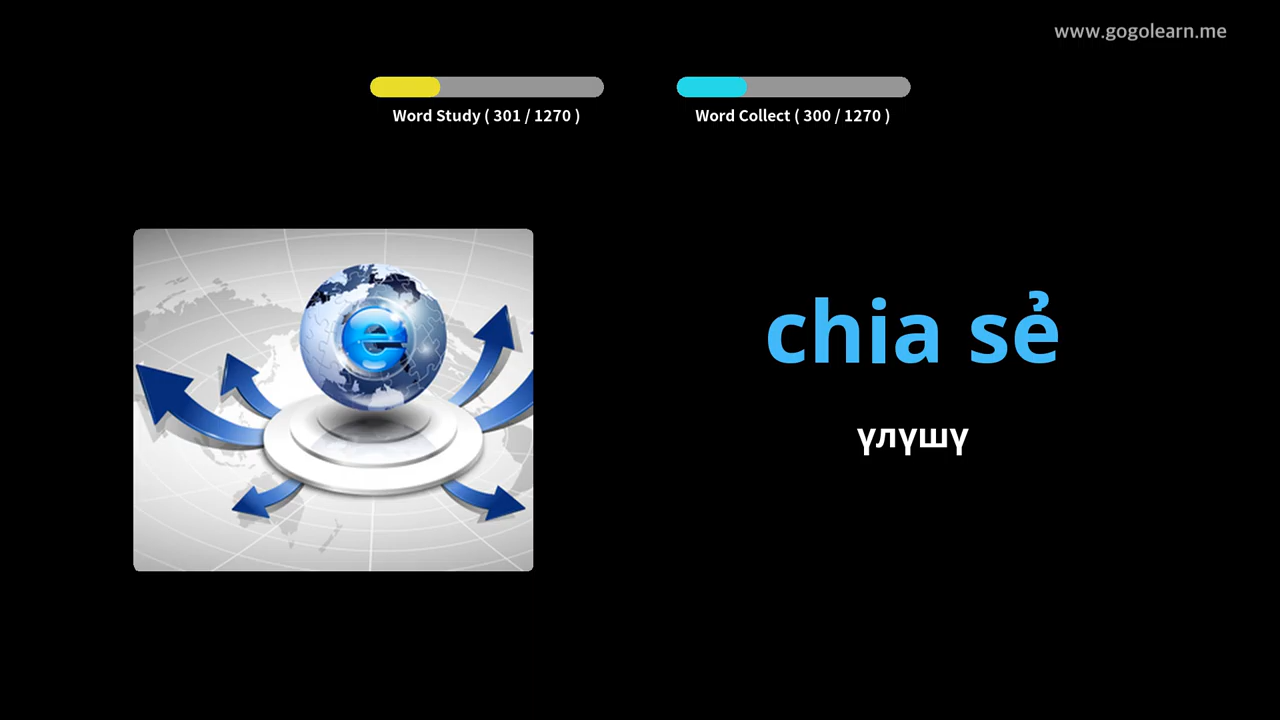 www.gogolearn.me
Word Study ( 301 / 1270 )
Word Collect ( 300 / 1270 )
e
chia sẻ
үлүшү